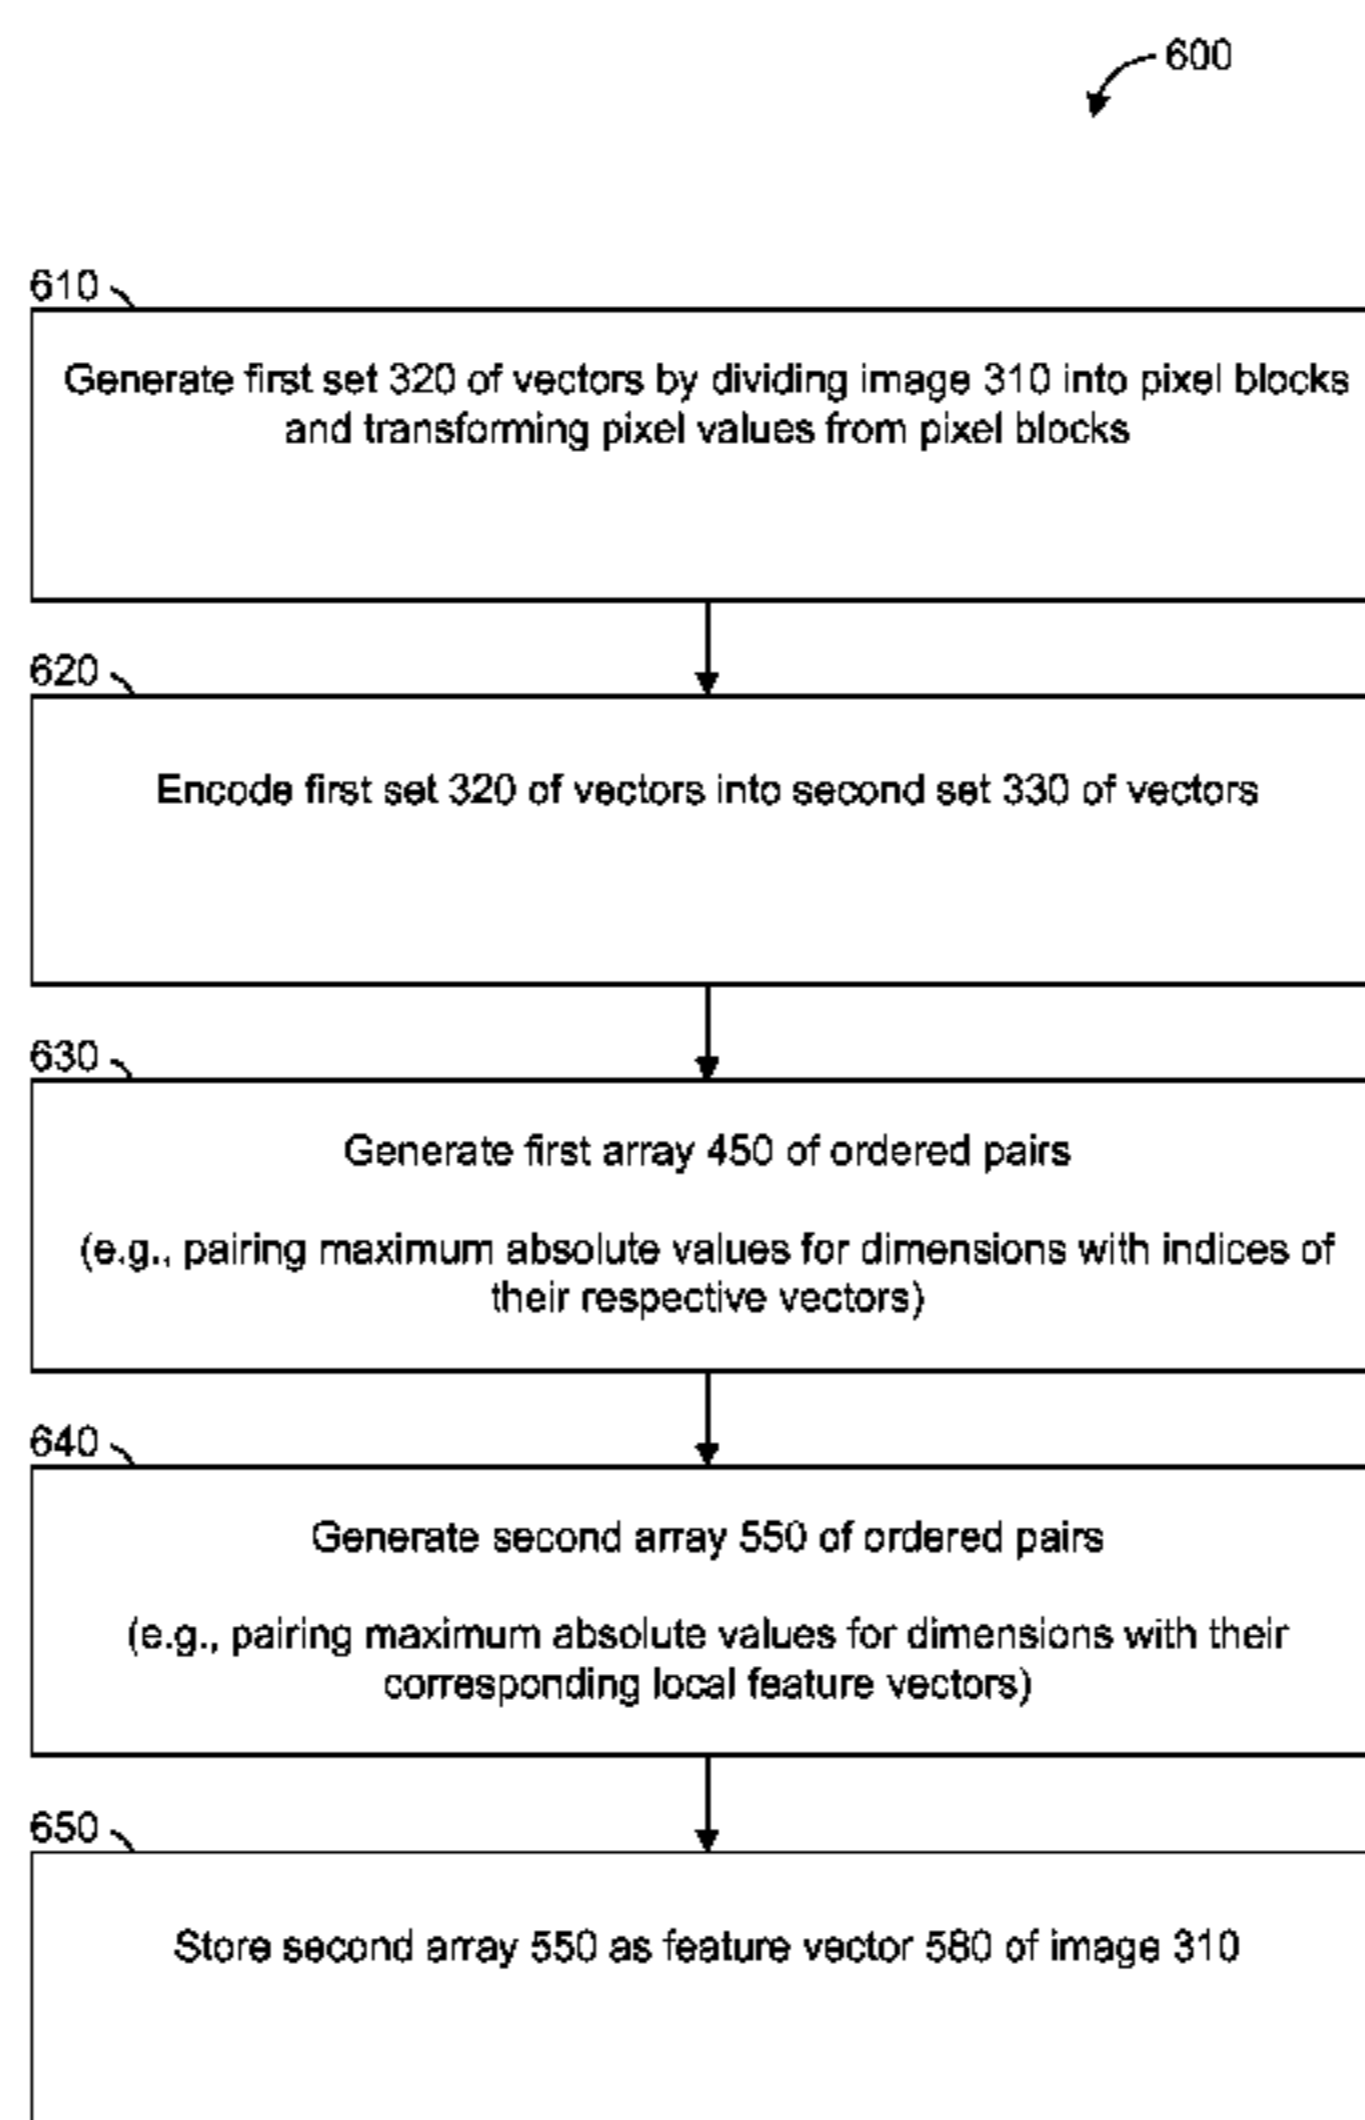 600
610
Generate first set 320 of vectors by dividing image 310 into pixel blocks
and transforming pixel values from pixel blocks
620
Encode first set 320 of vectors into second set 330 of vectors
630
Generate first array 450 of ordered pairs
(e.g., pairing maximum absolute values for dimensions with indices of
their respective vectors)
640
Generate second array 550 of ordered pairs
(e.g., pairing maximum absolute values for dimensions with their
corresponding local feature vectors)
650
Store second array 550 as feature vector 580 of image 310